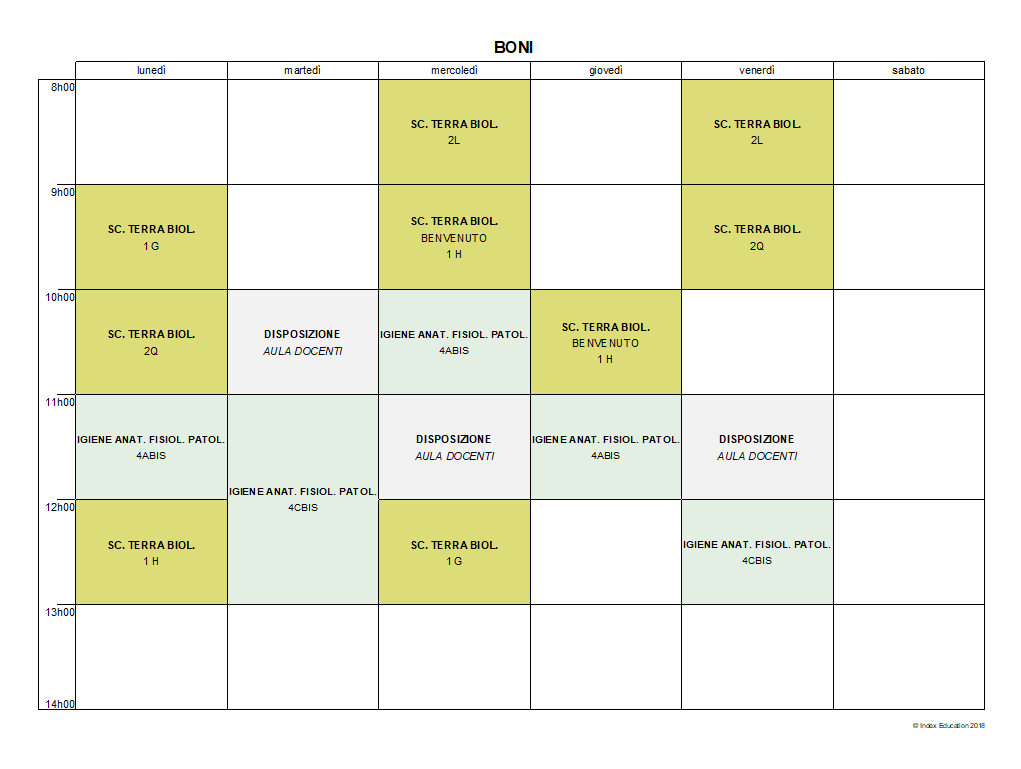 BONI
lunedì martedì mercoledì giovedì venerdì sabato
8h00
SC. TERRA BIOL.
2L
SC. TERRA BIOL.
2L
9h00
SC. TERRA BIOL.
1 G
SC. TERRA BIOL.
BENVENUTO
1 H
SC. TERRA BIOL.
2Q
10h00
SC. TERRA BIOL.
2Q
DISPOSIZIONE
AULA DOCENTI
IGIENE ANAT. FISIOL. PATOL.
4ABIS
SC. TERRA BIOL.
BENVENUTO
1 H
11h00
IGIENE ANAT. FISIOL. PATOL.
4ABIS
IGIENE ANAT. FISIOL. PATOL.
4CBIS
DISPOSIZIONE
AULA DOCENTI
IGIENE ANAT. FISIOL. PATOL.
4ABIS
DISPOSIZIONE
AULA DOCENTI
12h00
SC. TERRA BIOL.
1 H
SC. TERRA BIOL.
1 G
IGIENE ANAT. FISIOL. PATOL.
4CBIS
13h00
14h00
© Index Education 2018